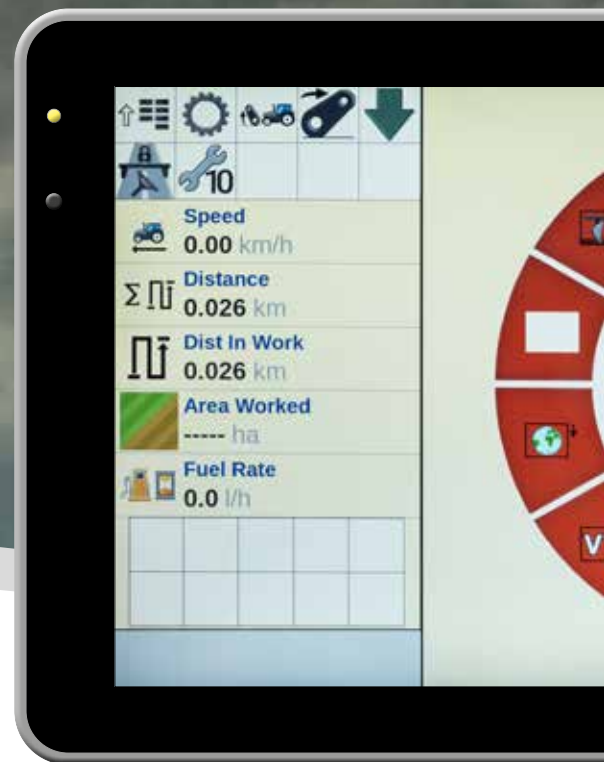 10
Speed
0.00 km/h
Distance
Σ
0.026 km
Dist In Work
0.026 km
Area Worked
----- ha
Fuel Rate
0.0 l/h
V